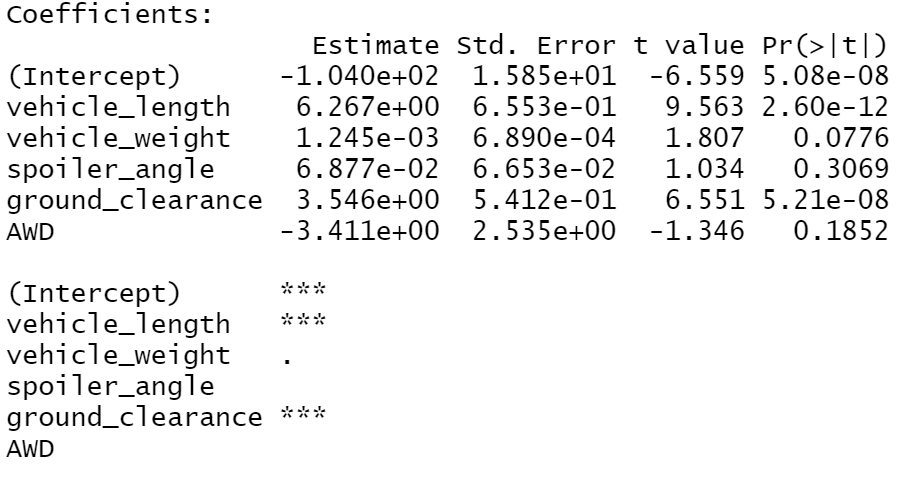 Coefficients:
Estimate Std. Error t value Pr(>|t|)
(Intercept) -1.040e+02 1.585e+01 -6.559 5.08e-08
vehicle_length 6.267e+00 6.553e-01 9.563 2.60e-12
vehicle_weight 1.245e-03 6.890e-04 1.807 0.0776
spoiler_angle 6.877e-02 6.653e-02 1.034 0.3069
ground_clearance 3.546e+00 5.412e-01 6.551 5.21e-08
AWD -3.411e+00 2.535e+00 -1.346 0.1852
(Intercept) ***
vehicle_length ***
vehicle_weight .
spoiler_angle
ground_clearance ***
AWD